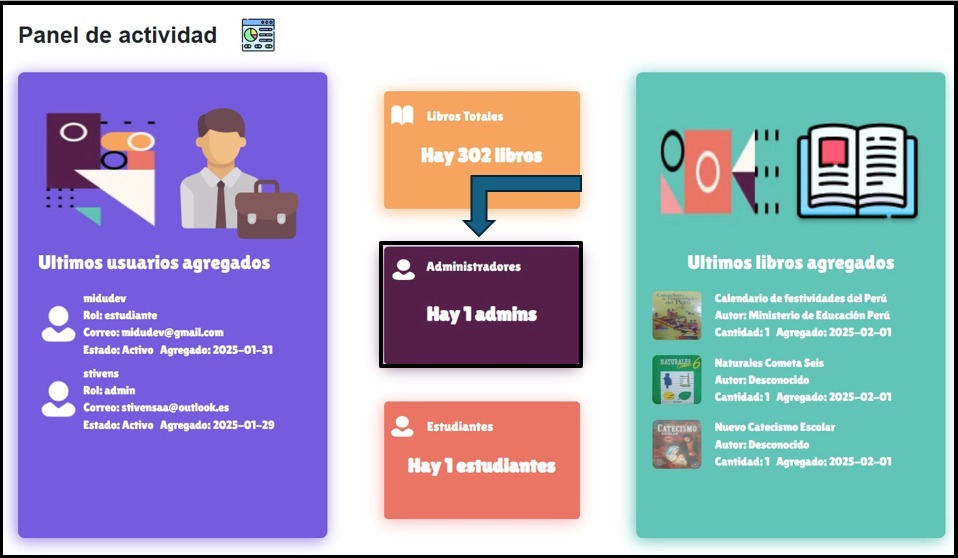 Panel de actividad
Ultimos usuarios agregados
midudev
Rol: estudiante
Correo: midudev@gmail.com
Estado: Activo Agregado: 2025-01-31
stivens
Rol: admin
Correo: stivensaa@outlook.es
Estado: Activo Agregado: 2025-01-29
Libros Totales
Hay 302 libros
Administradores
Hay 1 admins
Estudiantes
Hay 1 estudiantes
Ultimos libros agregados
Calendario de festividades del Perú
Autor: Ministerio de Educación Perú
Cantidad: 1 Agregado: 2025-02-01
NATURALES
6
Naturales Cometa Seis
Autor: Desconocido
Cantidad: 1 Agregado: 2025-02-01
CATECISMO
Nuevo Catecismo Escolar
Autor: Desconocido
Cantidad: 1 Agregado: 2025-02-01